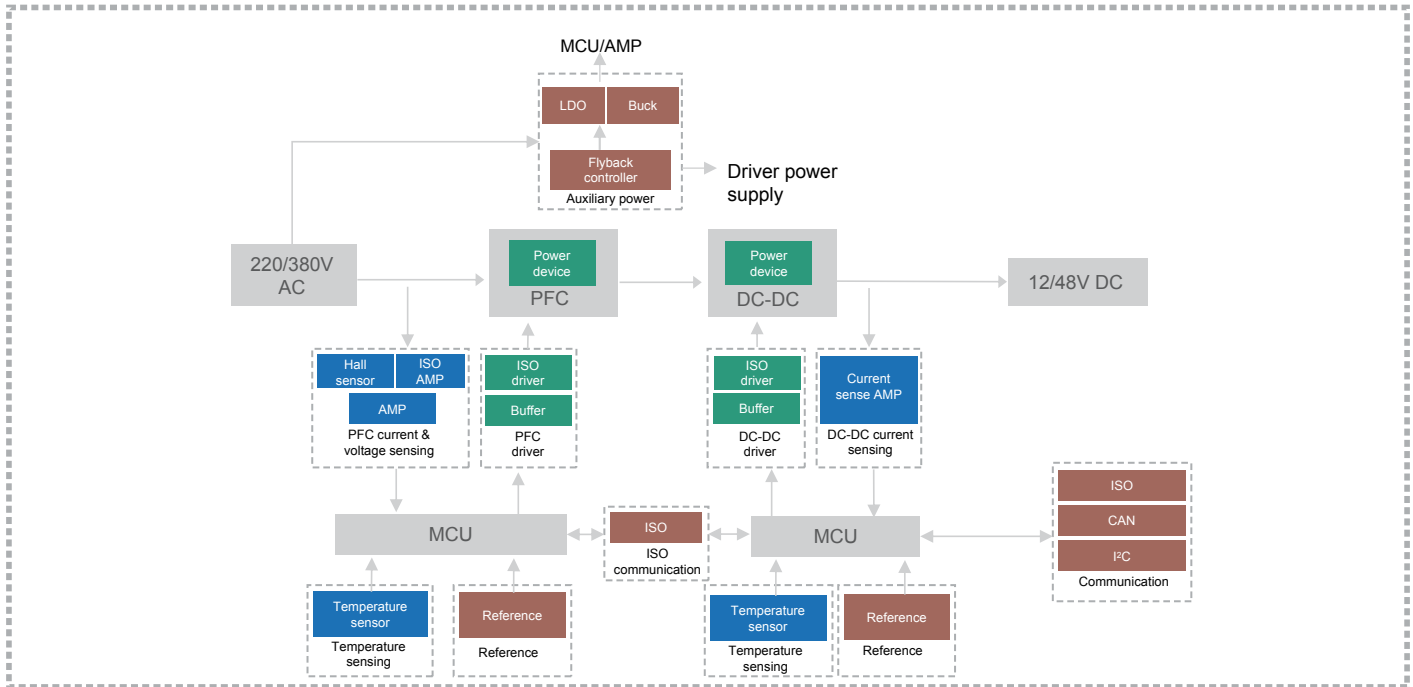 MCU/AMP
LDO
Buck
Flyback
controller
Auxiliary power
Driver power
supply
220/380V
AC
Power
device
PFC
Power
device
DC-DC
12/48V DC
Hall
sensor
ISO
AMP
AMP
PFC current &
voltage sensing
ISO
driver
Buffer
PFC
driver
ISO
driver
Buffer
DC-DC
driver
Current
sense AMP
DC-DC current
sensing
MCU
ISO
ISO
communication
MCU
ISO
CAN
I²C
Communication
Temperature
sensor
Temperature
sensing
Reference
Reference
Temperature
sensor
Temperature
sensing
Reference
Reference